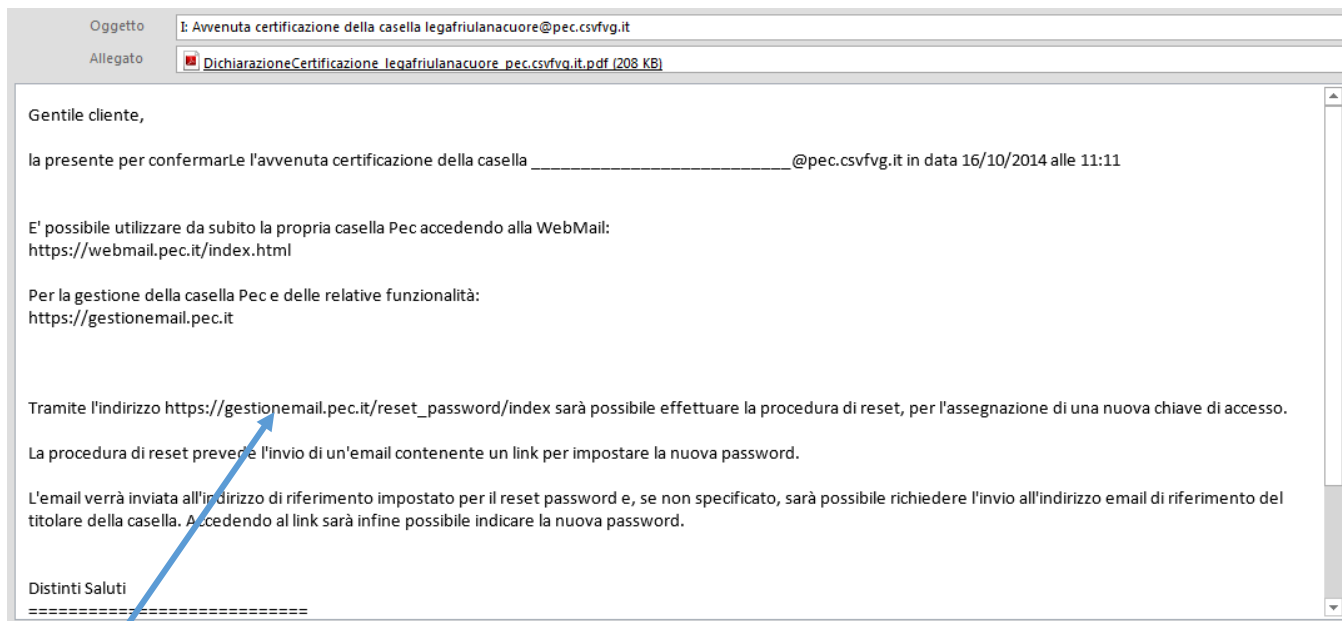 Oggetto I: Avvenuta certificazione della casella legafriulanacuore@pec.csvfvg.it
Allegato DichiarazioneCertificazione_legafriulanacuore_pec.csvfvg.it.pdf (208 KB)
Gentile cliente,
la presente per confermarLe l'avvenuta certificazione della casella __________________________@pec.csvfvg.it in data 16/10/2014 alle 11:11
E' possibile utilizzare da subito la propria casella Pec accedendo alla WebMail:
https://webmail.pec.it/index.html
Per la gestione della casella Pec e delle relative funzionalità:
https://gestionemail.pec.it
Tramite l'indirizzo https://gestionemail.pec.it/reset_password/index sarà possibile effettuare la procedura di reset, per l'assegnazione di una nuova chiave di accesso.
La procedura di reset prevede l'invio di un'email contenente un link per impostare la nuova password.
L'email verrà inviata all'indirizzo di riferimento impostato per il reset password e, se non specificato, sarà possibile richiedere l'invio all'indirizzo email di riferimento del
titolare della casella. Accedendo al link sarà infine possibile indicare la nuova password.
Distinti Saluti
============================